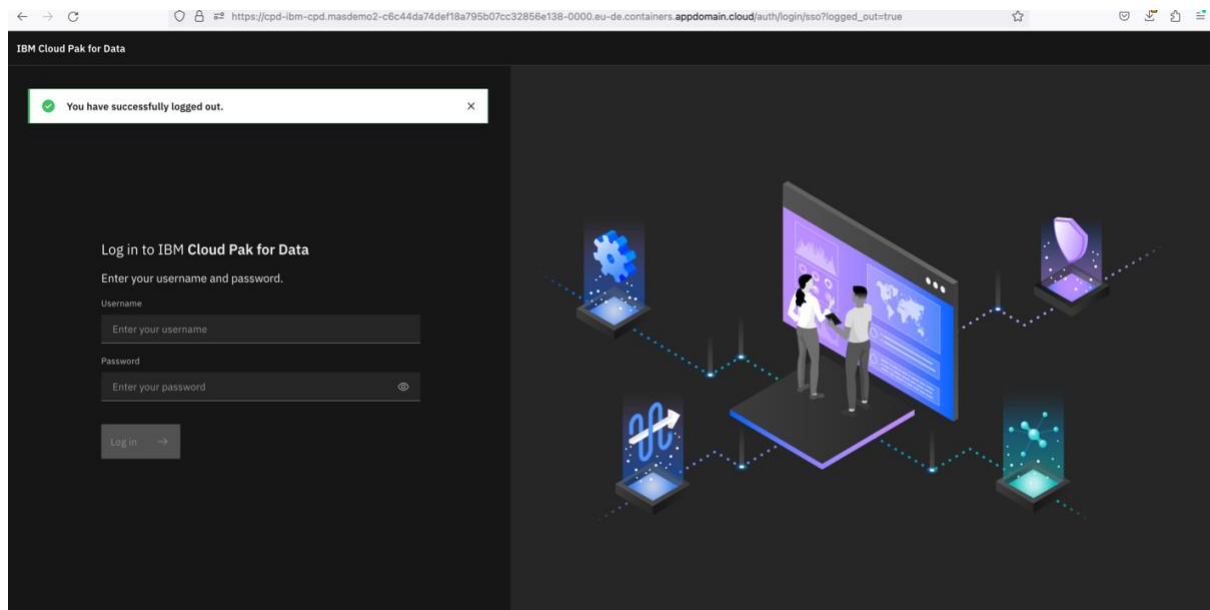 https://cpd-ibm-cpd.masdemo2-c6c44da74def18a795b07cc32856e138-0000.eu-de.containers.appdomain.cloud/auth/login/sso?logged_out=true
IBM Cloud Pak for Data
You have successfully logged out.
Log in to IBM Cloud Pak for Data
Enter your username and password.
Username
Enter your username
Password
Enter your password
Log in